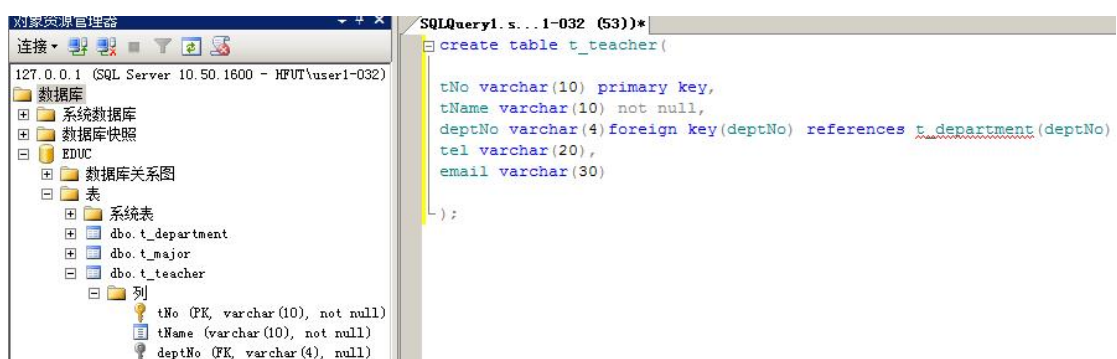 对象资源管理器
连接
127.0.0.1 (SQL Server 10.50.1600 - HFUT\user1-032)
数据库
系统数据库
数据库快照
EDUC
数据库关系图
表
系统表
dbo.t_department
dbo.t_major
dbo.t_teacher
列
tNo (PK, varchar(10), not null)
tName (varchar(10), not null)
deptNo (FK, varchar(4), null)
SQLQuery1.s...1-032 (53))*
create table t_teacher(
tNo varchar(10) primary key,
tName varchar(10) not null,
deptNo varchar(4)foreign key(deptNo) references t_department(deptNo)
tel varchar(20),
email varchar(30)
);